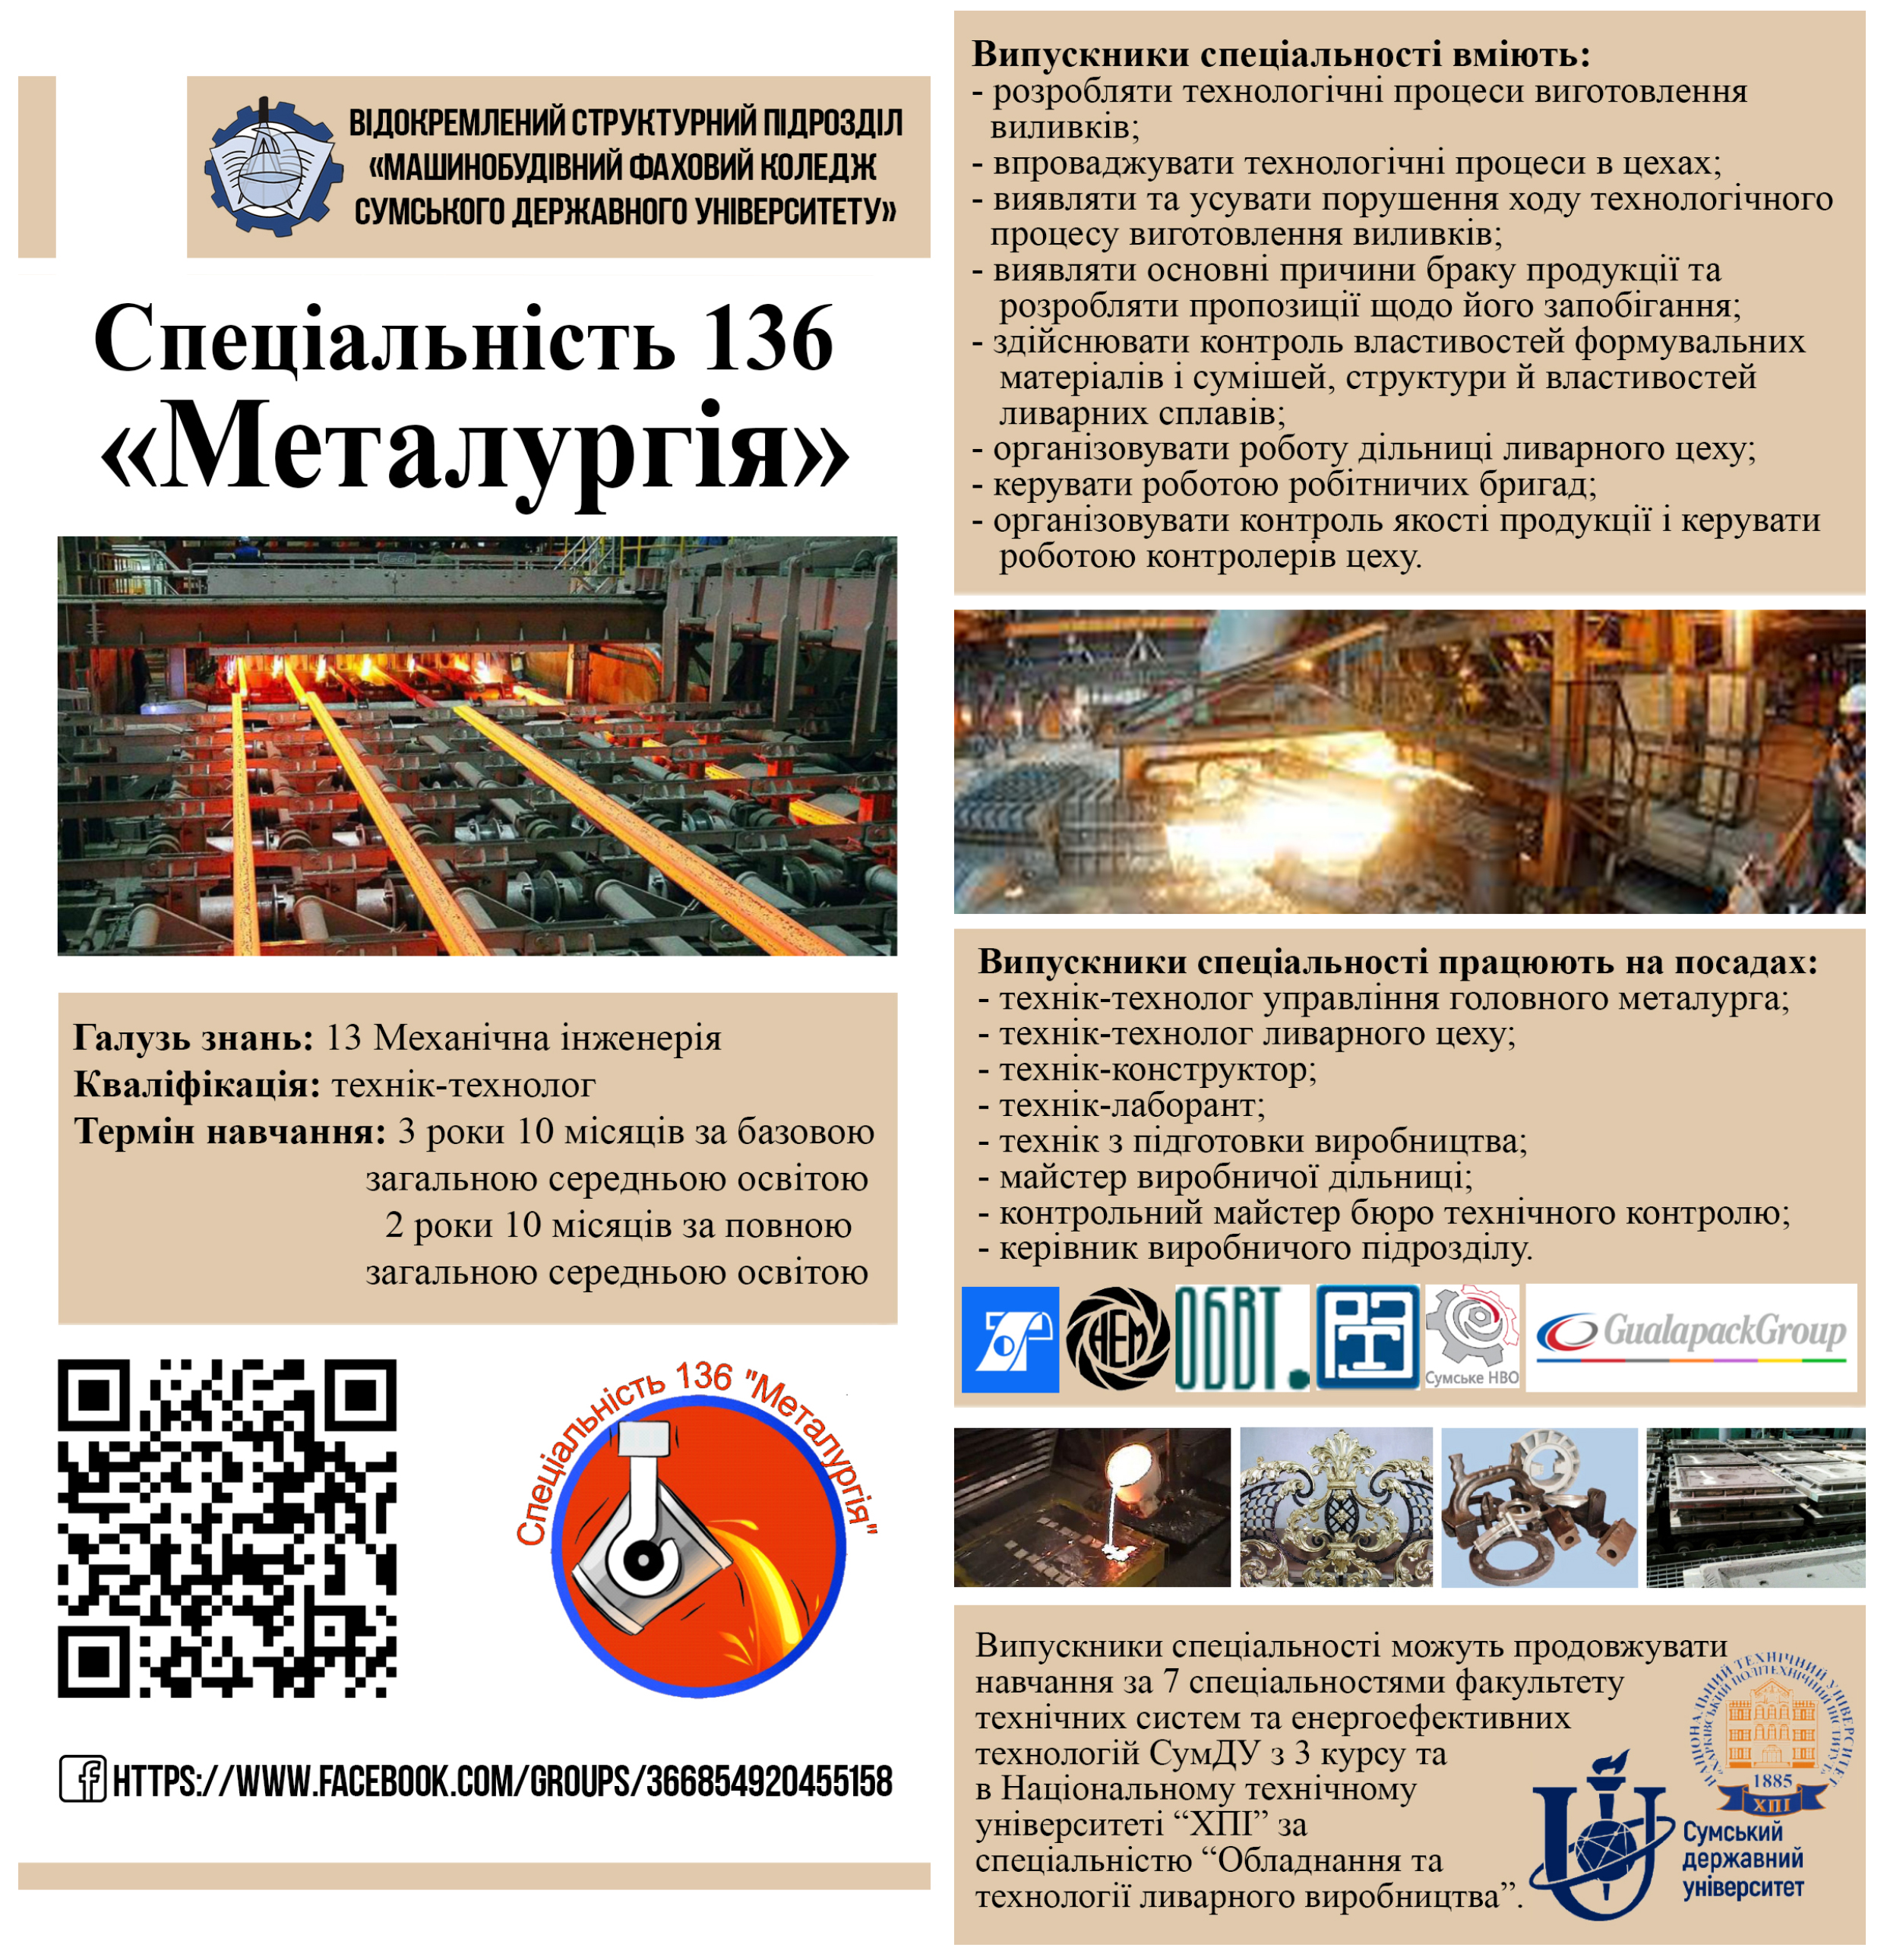 ВІДОКРЕМЛЕНИЙ СТРУКТУРНИЙ ПІДРОЗДІЛ
«МАШИНОБУДІВНИЙ ФАХОВИЙ КОЛЕДЖ
СУМСЬКОГО ДЕРЖАВНОГО УНІВЕРСИТЕТУ»
Спеціальність 136
«Металургія»
Галузь знань: 13 Механічна інженерія
Кваліфікація: технік-технолог
Термін навчання: 3 роки 10 місяців за базовою
загальною середньою освітою
2 роки 10 місяців за повною
загальною середньою освітою
Спеціальність 136 "Металургія"
HTTPS://WWW.FACEBOOK.COM/GROUPS/366854920455158
Випускники спеціальності вміють:
- розробляти технологічні процеси виготовлення
виливків;
- впроваджувати технологічні процеси в цехах;
- виявляти та усувати порушення ходу технологічного
процесу виготовлення виливків;
- виявляти основні причини браку продукції та
розробляти пропозиції щодо його запобігання;
- здійснювати контроль властивостей формувальних
матеріалів і сумішей, структури й властивостей
ливарних сплавів;
- організовувати роботу дільниці ливарного цеху;
- керувати роботою робітничих бригад;
- організовувати контроль якості продукції і керувати
роботою контролерів цеху.
Випускники спеціальності працюють на посадах:
- технік-технолог управління головного металурга;
- технік-технолог ливарного цеху;
- технік-конструктор;
- технік-лаборант;
- технік з підготовки виробництва;
- майстер виробничої дільниці;
- контрольний майстер бюро технічного контролю;
- керівник виробничого підрозділу.
НЕМ
ОБВТ.
Сумське НВО
GualapackGroup
Випускники спеціальності можуть продовжувати
навчання за 7 спеціальностями факультету
технічних систем та енергоефективних
технологій СумДУ з 3 курсу та
в Національному технічному
університеті “ХПІ” за
спеціальністю “Обладнання та
технології ливарного виробництва”.
НАЦІОНАЛЬНИЙ ТЕХНІЧНИЙ УНІВЕРСИТЕТ
«ХАРКІВСЬКИЙ ПОЛІТЕХНІЧНИЙ ІНСТИТУТ»
1885
ХПІ
Сумський
державний
університет